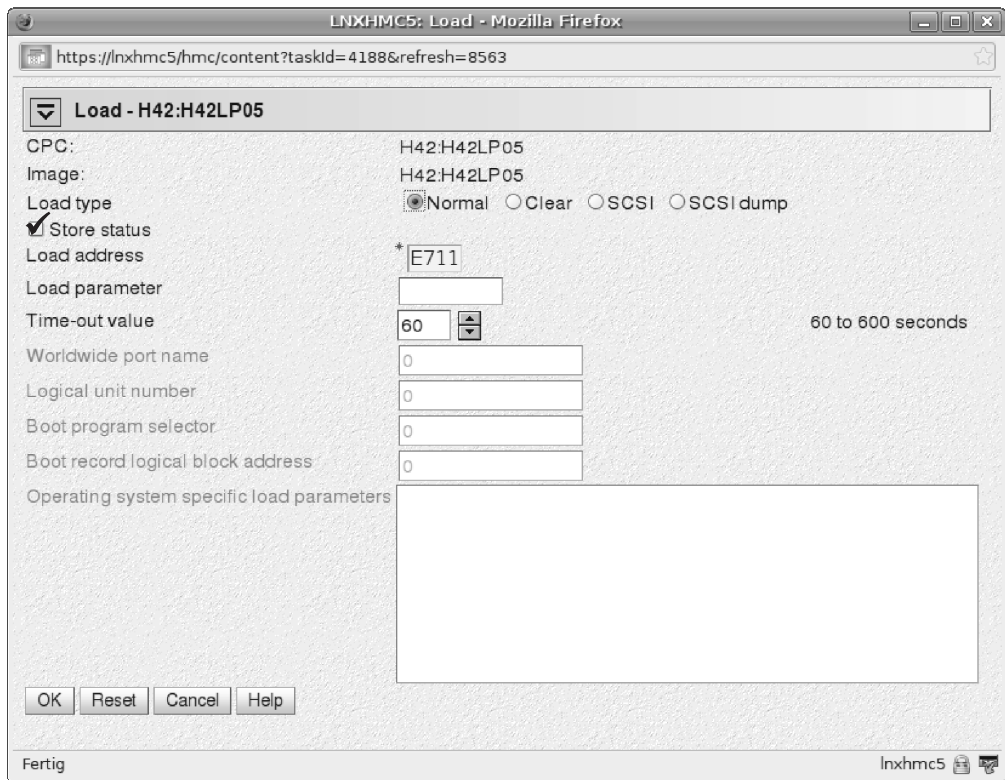 LNXHMC5: Load - Mozilla Firefox
https://lnxhmc5/hmc/content?taskId=4188&refresh=8563
Load - H42:H42LP05
CPC: H42:H42LP05
Image: H42:H42LP05
Load type Normal Clear SCSI SCSI dump
Store status
Load address * E711
Load parameter
Time-out value 60 60 to 600 seconds
Worldwide port name 0
Logical unit number 0
Boot program selector 0
Boot record logical block address 0
Operating system specific load parameters
OK Reset Cancel Help
Fertig lnxhmc5